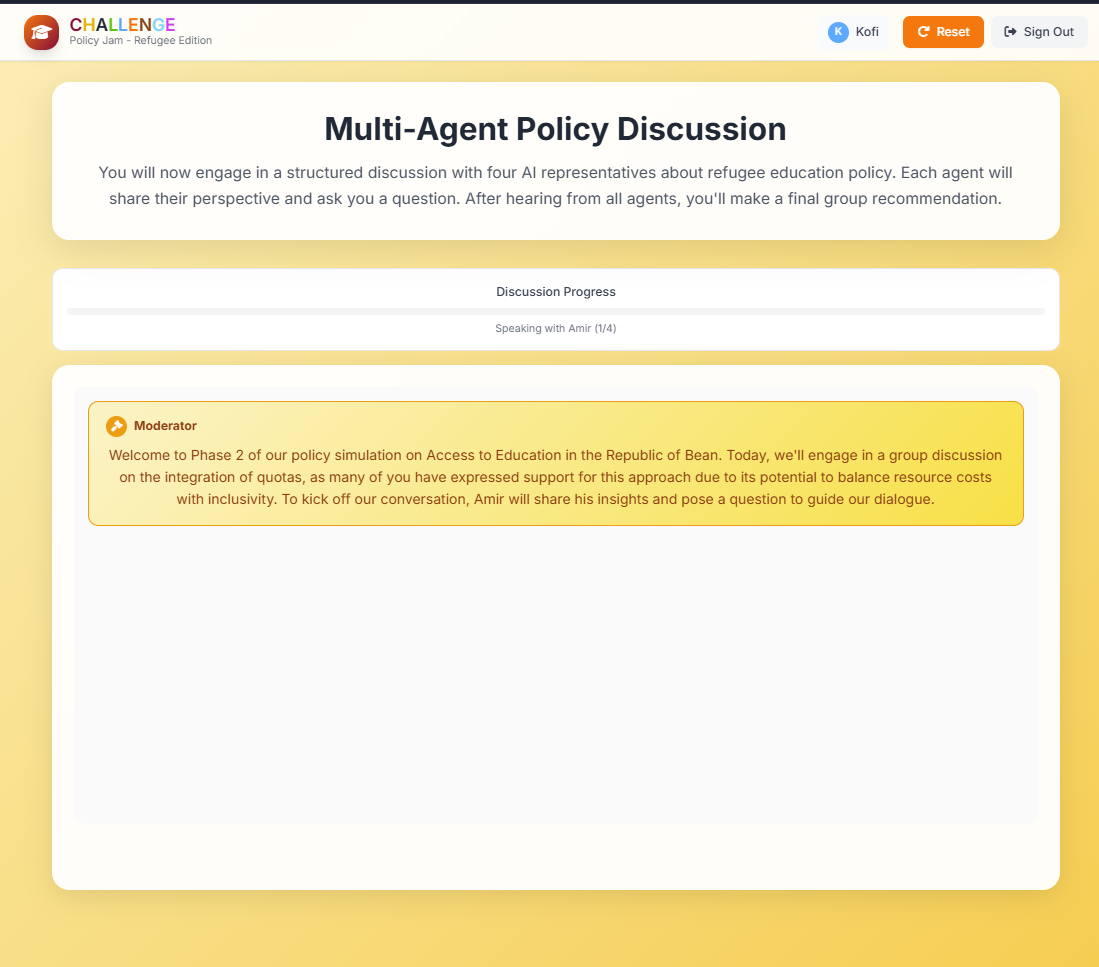 CHALLENGE
Policy Jam - Refugee Edition
K
Kofi
Reset
Sign Out
Multi-Agent Policy Discussion
You will now engage in a structured discussion with four AI representatives about refugee education policy. Each agent will
share their perspective and ask you a question. After hearing from all agents, you'll make a final group recommendation.
Discussion Progress
Speaking with Amir (1/4)
Moderator
Welcome to Phase 2 of our policy simulation on Access to Education in the Republic of Bean. Today, we'll engage in a group discussion
on the integration of quotas, as many of you have expressed support for this approach due to its potential to balance resource costs
with inclusivity. To kick off our conversation, Amir will share his insights and pose a question to guide our dialogue.